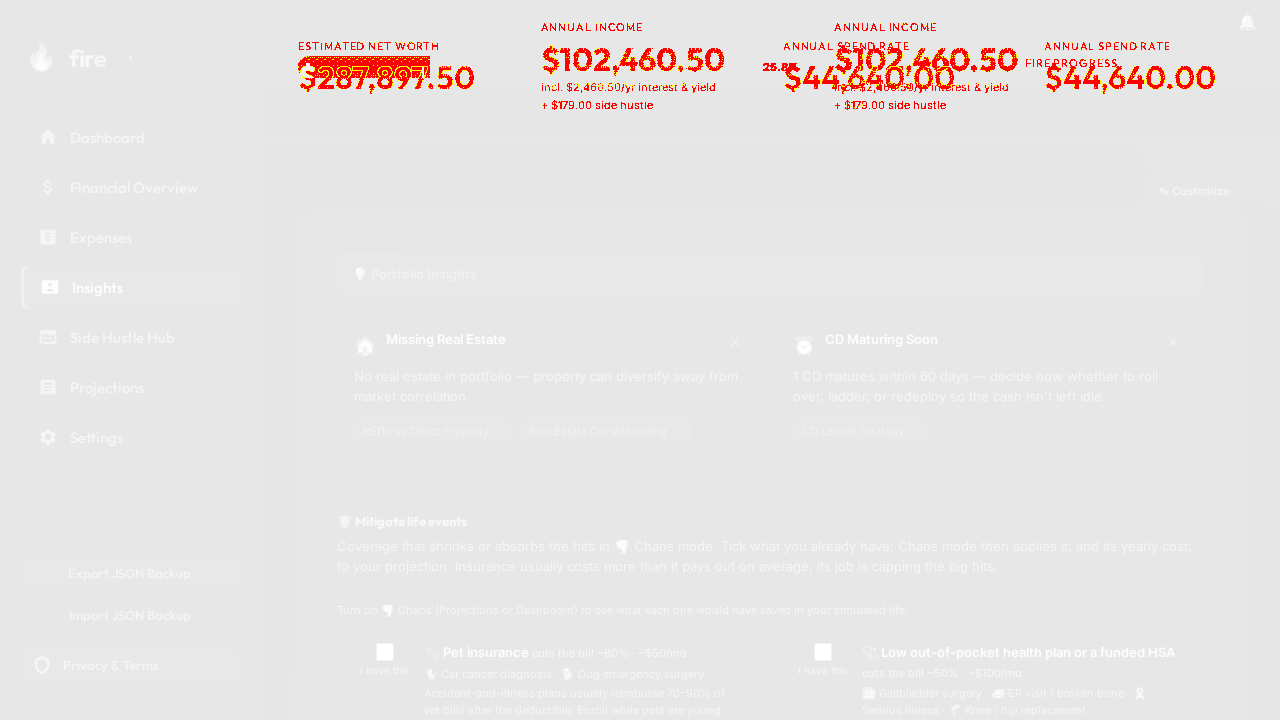 fire
ESTIMATED NET WORTH
$287,897.50
ANNUAL INCOME
$102,460.50
incl. $2,460.50/yr interest & yield
+ $179.00 side hustle
ANNUAL SPEND RATE
$44,640.00
ANNUAL INCOME
$102,460.50
incl. $2,460.50/yr interest & yield
+ $179.00 side hustle
FIRE PROGRESS
ANNUAL SPEND RATE
$44,640.00
Dashboard
Financial Overview
Expenses
Insights
Side Hustle Hub
Projections
Settings
Export JSON Backup
Import JSON Backup
Privacy & Terms
Customize
Portfolio Insights
Missing Real Estate
No real estate in portfolio — property can diversify away from
market correlation.
REITs vs Direct Property
Real Estate Crowdfunding
CD Maturing Soon
1 CD matures within 60 days — decide now whether to roll
over, ladder, or redeploy so the cash isn't left idle.
CD Ladder Strategy
Mitigate life events
Coverage that shrinks or absorbs the hits in 🌪 Chaos mode. Tick what you already have: Chaos mode then applies it, and its yearly cost,
to your projection. Insurance usually costs more than it pays out on average; its job is capping the big hits.
Turn on 🌪 Chaos (Projections or Dashboard) to see what each one would have saved in your simulated life.
I have this
Pet insurance cuts the bill ~80% · ~$50/mo
Cat cancer diagnosis · Dog emergency surgery
Accident-and-illness plans usually reimburse 70–90% of
vet bills after the deductible. Enroll while pets are young
I have this
Low out-of-pocket health plan or a funded HSA
cuts the bill ~50% · ~$100/mo
Gallbladder surgery · ER visit / broken bone ·
Serious illness · Knee / hip replacement